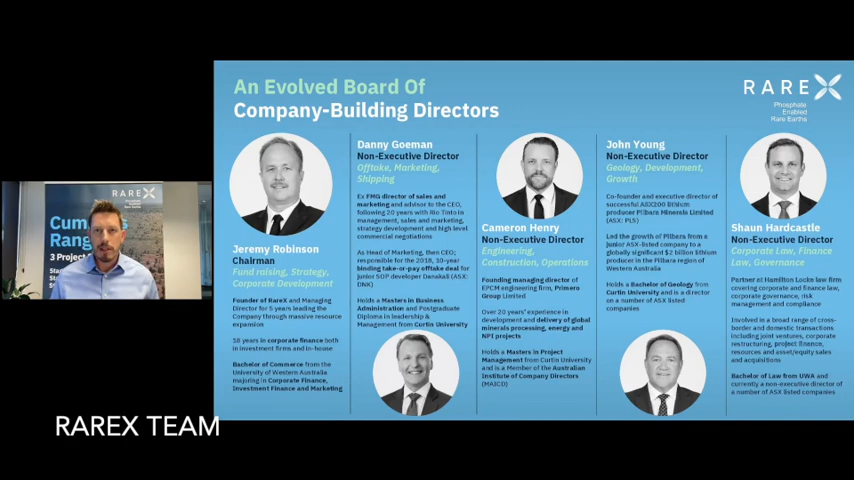 An Evolved Board Of
Company-Building Directors
RAREX
Phosphate
Enabled
Rare Earths
Jeremy Robinson
Chairman
Fund raising, Strategy,
Corporate Development
Founder of RareX and Managing
Director for 5 years leading the
Company through massive resource
expansion
18 years in corporate finance both
in investment firms and in-house
Bachelor of Commerce from the
University of Western Australia
majoring in Corporate Finance,
Investment Finance and Marketing
Danny Goeman
Non-Executive Director
Offtake, Marketing,
Shipping
Ex FMG director of sales and
marketing and advisor to the CEO,
following 20 years with Rio Tinto in
management, sales and marketing,
strategy development and high level
commercial negotiations
As Head of Marketing, then CEO;
responsible for the 2018, 10-year
binding take-or-pay offtake deal for
junior SOP developer Danakali (ASX:
DNK)
Holds a Masters in Business
Administration and Postgraduate
Diploma in leadership &
Management from Curtin University
Cameron Henry
Non-Executive Director
Engineering,
Construction, Operations
Founding managing director of
EPCM engineering firm, Primero
Group Limited
Over 20 years' experience in
development and delivery of global
minerals processing, energy and
NPI projects
Holds a Masters in Project
Management from Curtin University
and is a Member of the Australian
Institute of Company Directors
(MAICD)
John Young
Non-Executive Director
Geology, Development,
Growth
Co-founder and executive director of
successful ASX200 lithium
producer Pilbara Minerals Limited
(ASX: PLS)
Led the growth of Pilbara from a
junior ASX-listed company to a
globally significant $2 billion lithium
producer in the Pilbara region of
Western Australia
Holds a Bachelor of Geology from
Curtin University and is a director
on a number of ASX listed
companies
Shaun Hardcastle
Non-Executive Director
Corporate Law, Finance
Law, Governance
Partner at Hamilton Locke law firm
covering corporate and finance law,
corporate governance, risk
management and compliance
Involved in a broad range of cross-
border and domestic transactions
including joint ventures, corporate
restructuring, project finance,
resources and asset/equity sales
and acquisitions
Bachelor of Law from UWA and
currently a non-executive director of
a number of ASX listed companies
RAREX
3 Project
RAREX TEAM